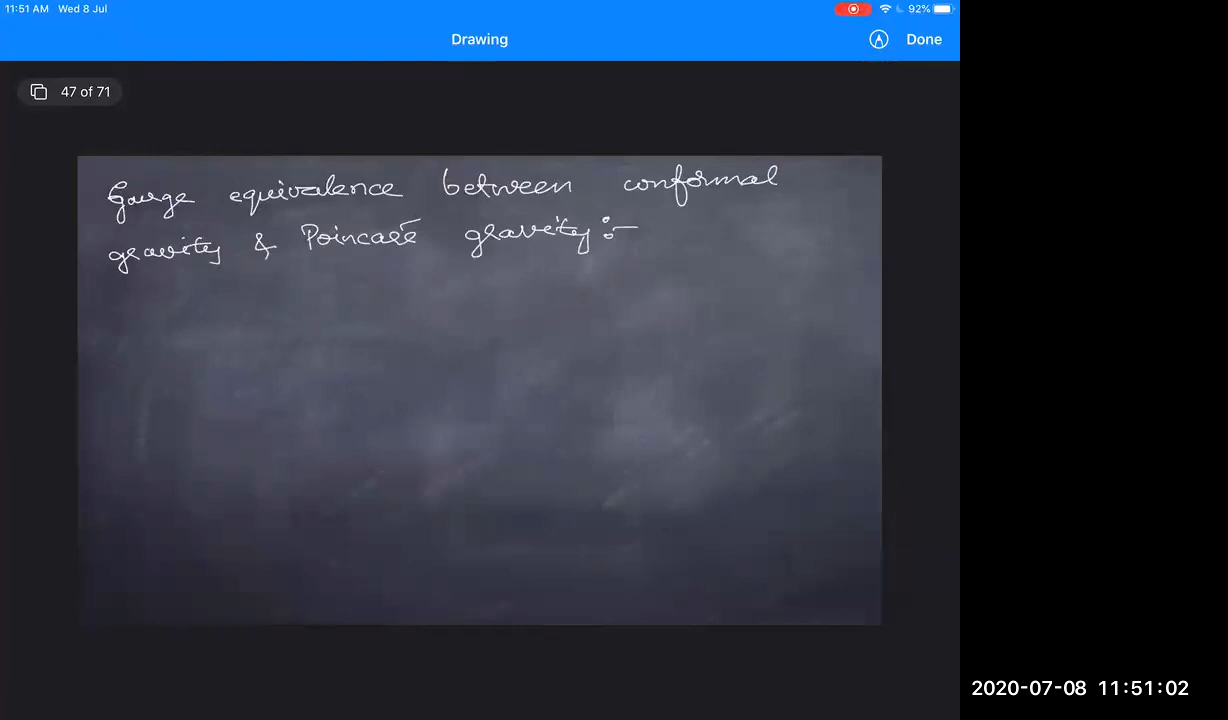 11:51 AM Wed 8 Jul 92%
Drawing Done
47 of 71
Gauge equivalence between conformal
gravity & Poincaré gravity :-
2020-07-08 11:51:02